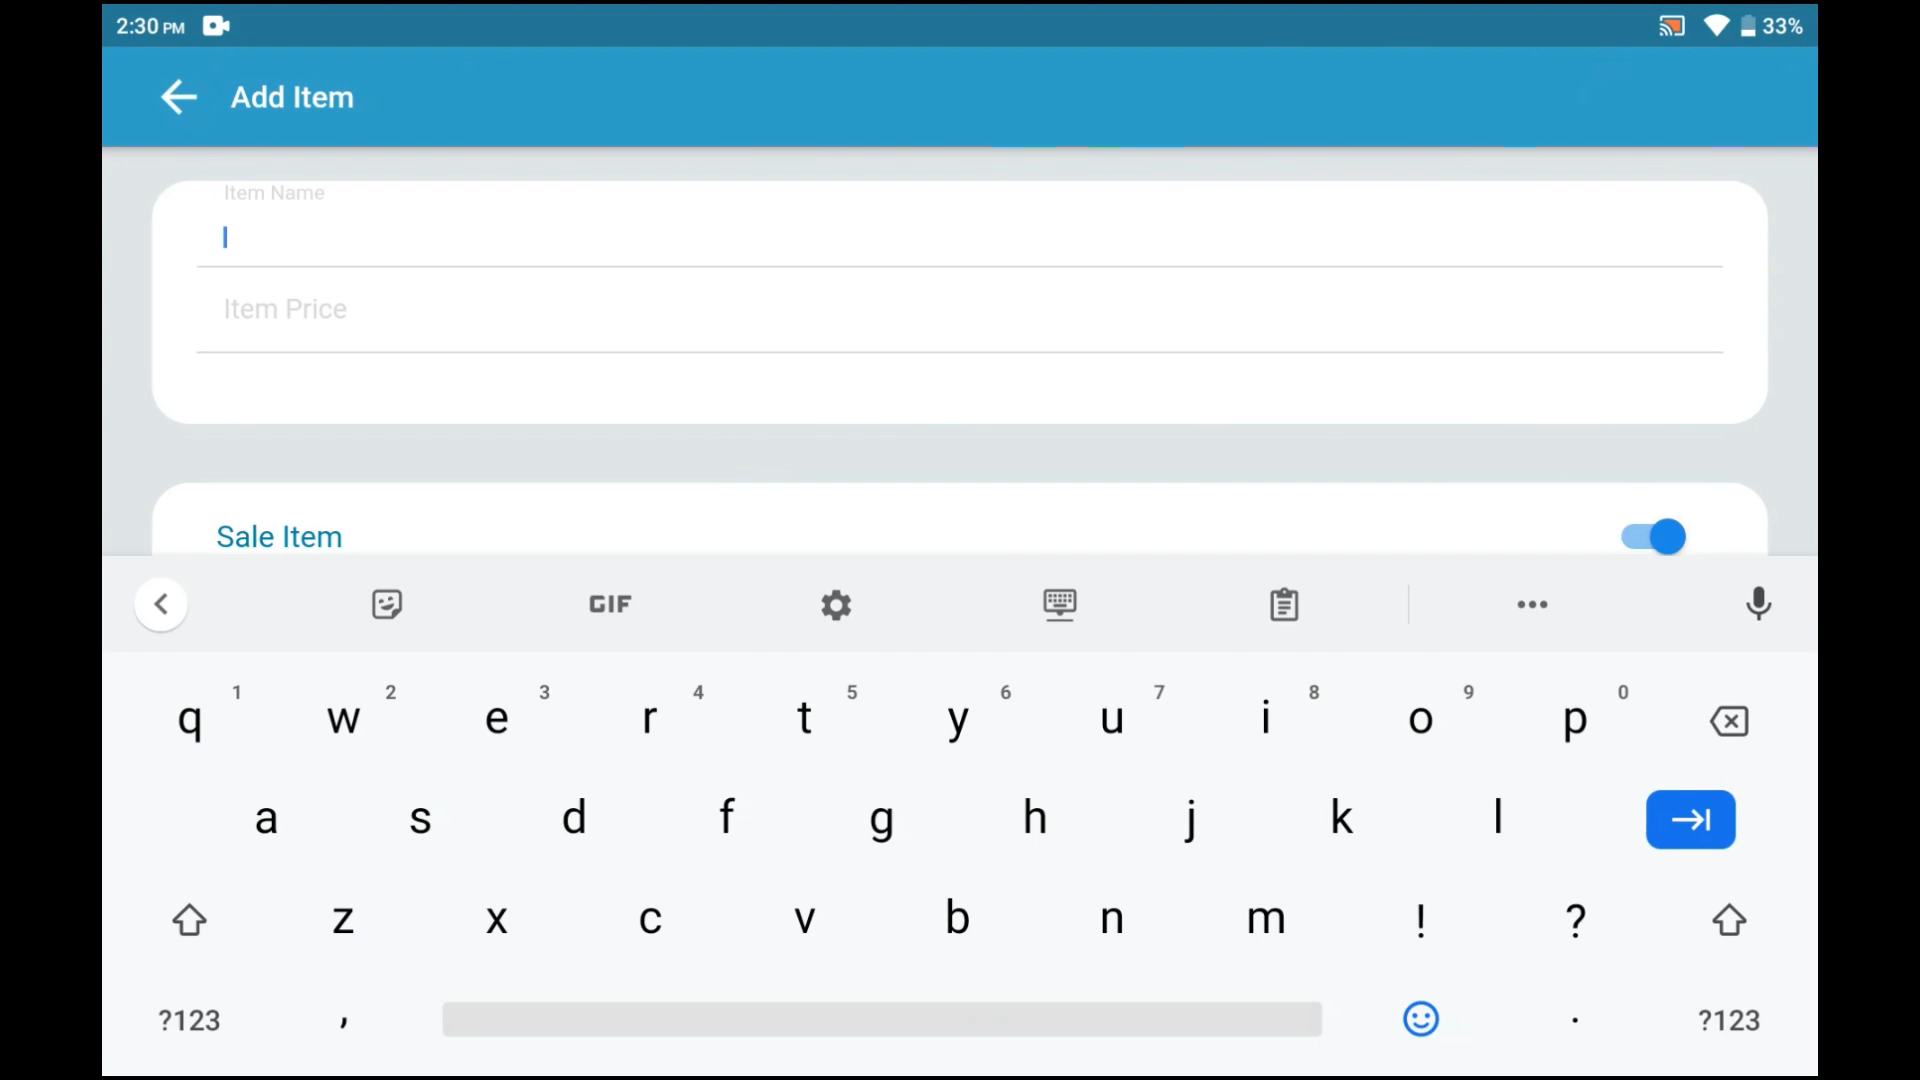 2:30 PM 33%
Add Item
Item Name
Item Price
Sale Item
GIF
1 2 3 4 5 6 7 8 9 0
q w e r t y u i o p
a s d f g h j k l
z x c v b n m ! ?
?123 , . ?123